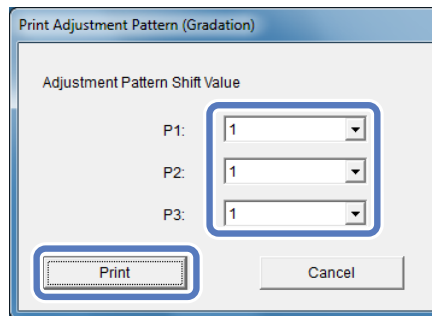 Print Adjustment Pattern (Gradation)
Adjustment Pattern Shift Value
P1: 1
P2: 1
P3: 1
Print Cancel